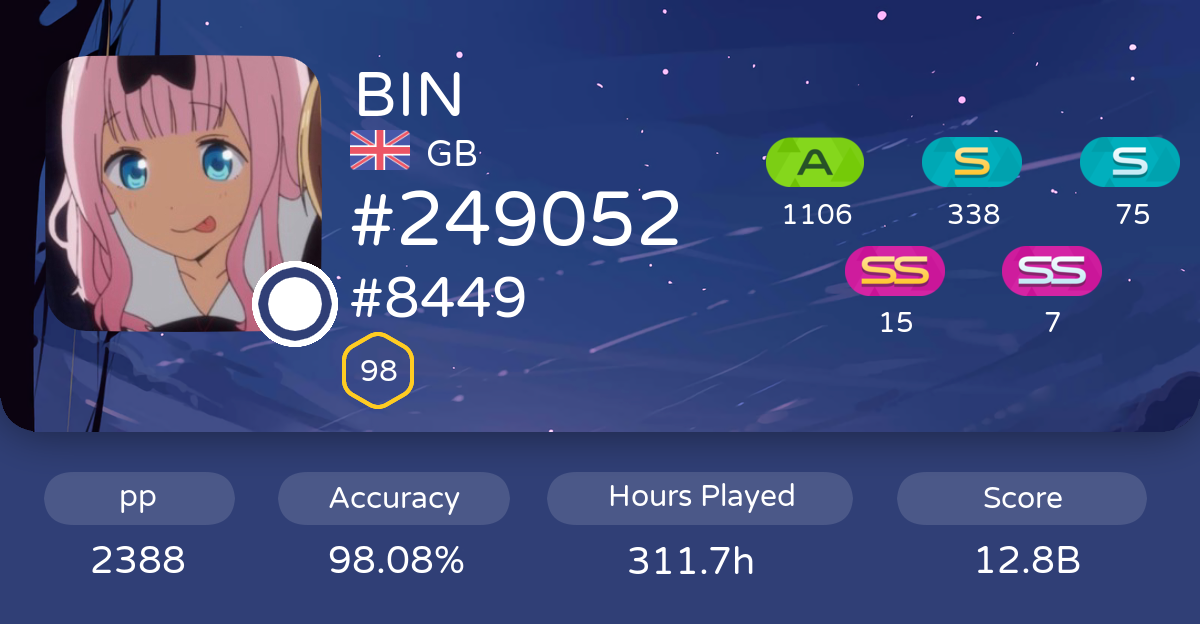 BIN
GB
#249052
#8449
98
A S S
1106 338 75
SS SS
15 7
pp Accuracy Hours Played Score
2388 98.08% 311.7h 12.8B